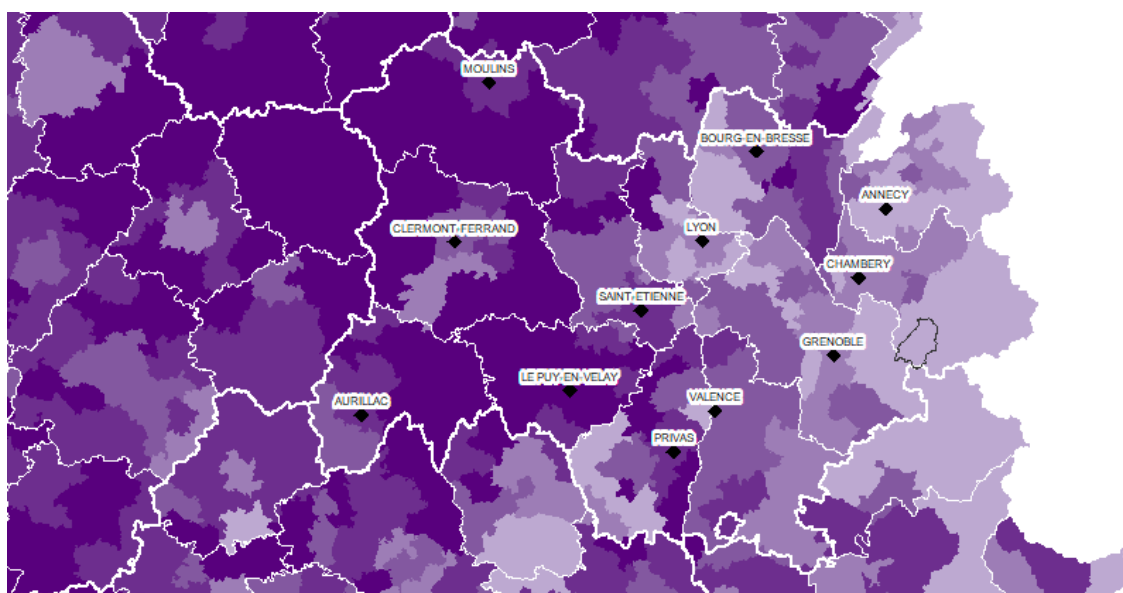 MOULINS
BOURG-EN-BRESSE
ANNECY
CLERMONT-FERRAND
LYON
CHAMBERY
SAINT-ETIENNE
GRENOBLE
LE PUY-EN-VELAY
AURILLAC
VALENCE
PRIVAS